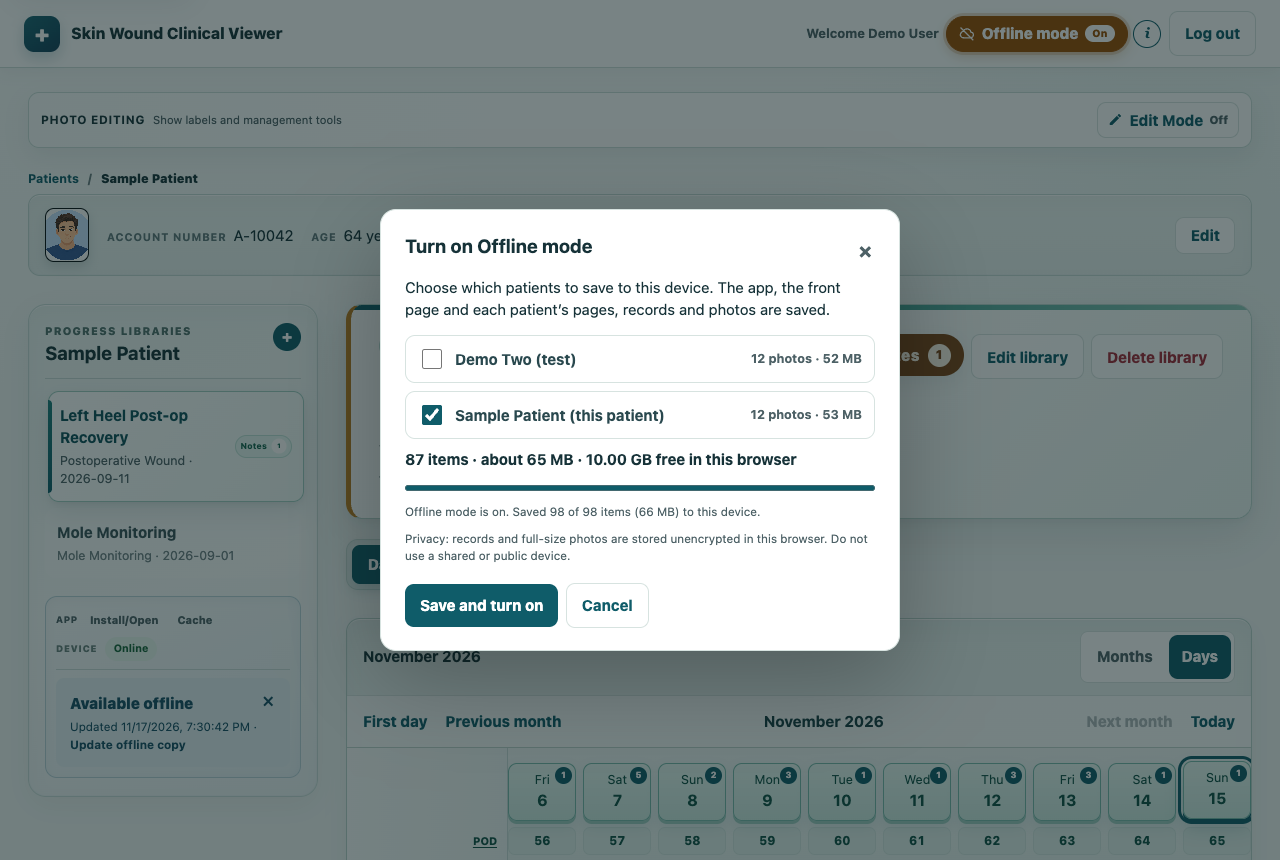 Skin Wound Clinical Viewer
Welcome Demo User
Offline mode On
i
Log out
PHOTO EDITING Show labels and management tools
Edit Mode Off
Patients / Sample Patient
ACCOUNT NUMBER A-10042 AGE 64 ye
Edit
PROGRESS LIBRARIES
Sample Patient
Left Heel Post-op
Recovery
Postoperative Wound ·
2026-09-11
Notes 1
Mole Monitoring
Mole Monitoring · 2026-09-01
APP Install/Open Cache
DEVICE Online
Available offline
Updated 11/17/2026, 7:30:42 PM ·
Update offline copy
es 1
Edit library
Delete library
Turn on Offline mode
Choose which patients to save to this device. The app, the front
page and each patient’s pages, records and photos are saved.
Demo Two (test) 12 photos · 52 MB
Sample Patient (this patient) 12 photos · 53 MB
87 items · about 65 MB · 10.00 GB free in this browser
Offline mode is on. Saved 98 of 98 items (66 MB) to this device.
Privacy: records and full-size photos are stored unencrypted in this browser. Do not
use a shared or public device.
Save and turn on
Cancel
November 2026
Months Days
First day Previous month November 2026 Next month Today
Fri 1 Sat 5 Sun 2 Mon 3 Tue 1 Wed 1 Thu 3 Fri 3 Sat 1 Sun 1
6 7 8 9 10 11 12 13 14 15
POD 56 57 58 59 60 61 62 63 64 65